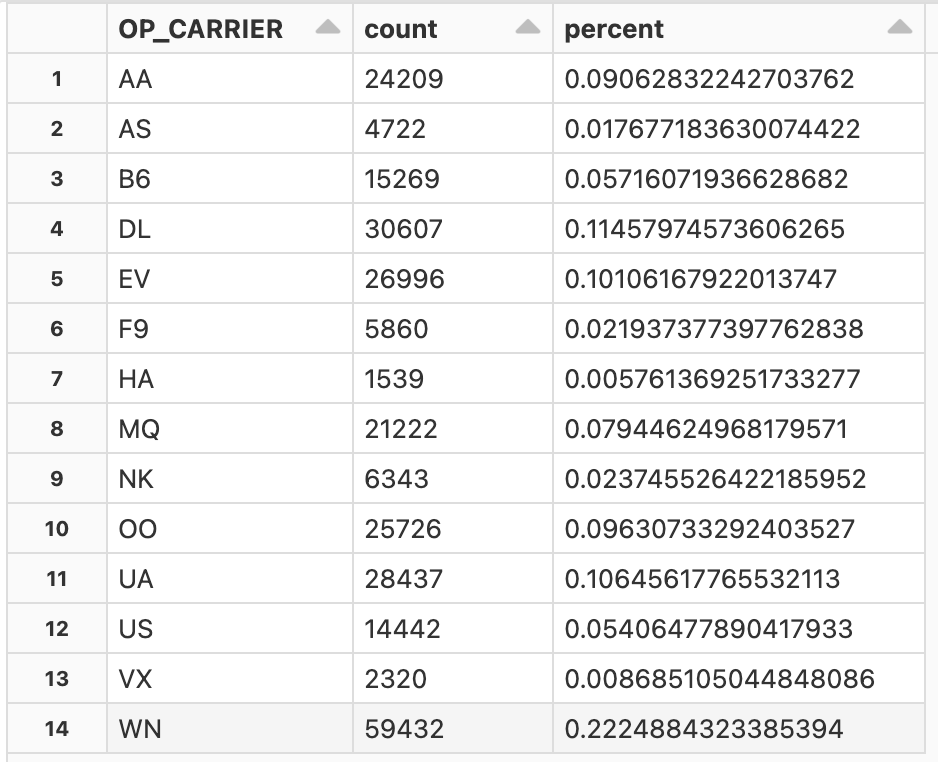 OP_CARRIER count percent
1 AA 24209 0.09062832242703762
2 AS 4722 0.017677183630074422
3 B6 15269 0.05716071936628682
4 DL 30607 0.11457974573606265
5 EV 26996 0.10106167922013747
6 F9 5860 0.021937377397762838
7 HA 1539 0.005761369251733277
8 MQ 21222 0.07944624968179571
9 NK 6343 0.023745526422185952
10 OO 25726 0.09630733292403527
11 UA 28437 0.10645617765532113
12 US 14442 0.05406477890417933
13 VX 2320 0.008685105044848086
14 WN 59432 0.2224884323385394